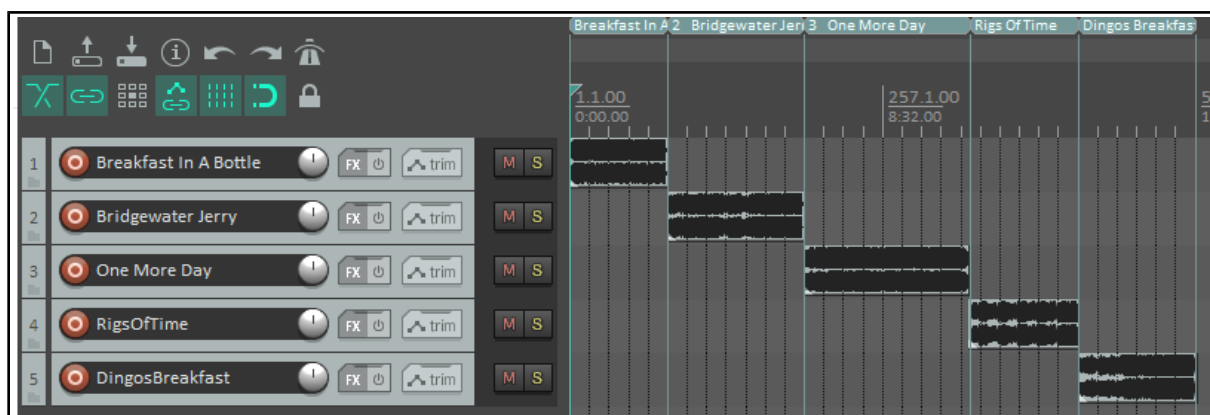 Breakfast In A 2 Bridgewater Jerr 3 One More Day Rigs Of Time Dingos Breakfas
1.1.00 257.1.00 5
0:00.00 8:32.00 1
1 Breakfast In A Bottle FX trim M S
2 Bridgewater Jerry FX trim M S
3 One More Day FX trim M S
4 RigsOfTime FX trim M S
5 DingosBreakfast FX trim M S